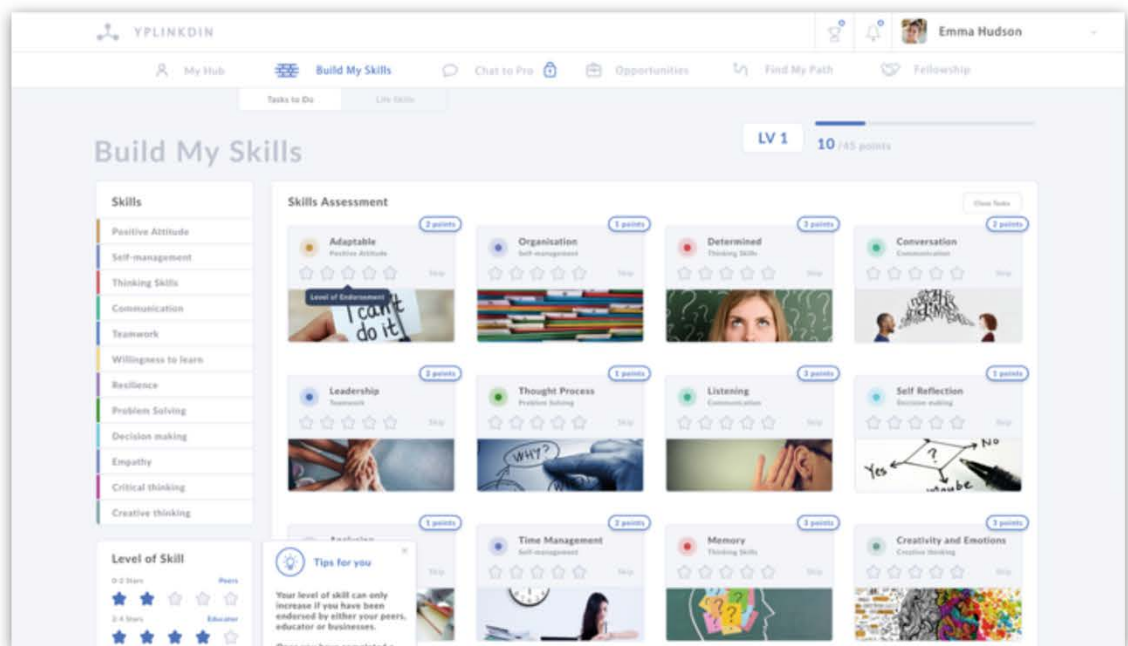 YPLINKDIN
Emma Hudson
My Hub
Build My Skills
Chat to Pro
Opportunities
Find My Path
Fellowship
Tasks to Do
Life Skills
Build My Skills
LV 1
10 /45 points
Skills
Positive Attitude
Self-management
Thinking Skills
Communication
Teamwork
Willingness to learn
Resilience
Problem Solving
Decision making
Empathy
Critical thinking
Creative thinking
Skills Assessment
Close Tasks
2 points
Adaptable
Positive Attitude
Skip
Level of Endorsement
I can't
do it
1 points
Organisation
Self-management
Skip
3 points
Determined
Thinking Skills
Skip
2 points
Conversation
Communication
Skip
2 points
Leadership
Teamwork
Skip
1 points
Thought Process
Problem Solving
Skip
WHY?
3 points
Listening
Communication
Skip
1 points
Self Reflection
Decision making
Skip
Yes
?
No
maybe
1 points
Analysing
Skip
2 points
Time Management
Self-management
Skip
3 points
Memory
Thinking Skills
Skip
3 points
Creativity and Emotions
Creative thinking
Skip
Level of Skill
0-2 Stars
Peers
2-4 Stars
Educator
Tips for you
Your level of skill can only
increase if you have been
endorsed by either your peers,
educator or businesses.
Once you have completed a